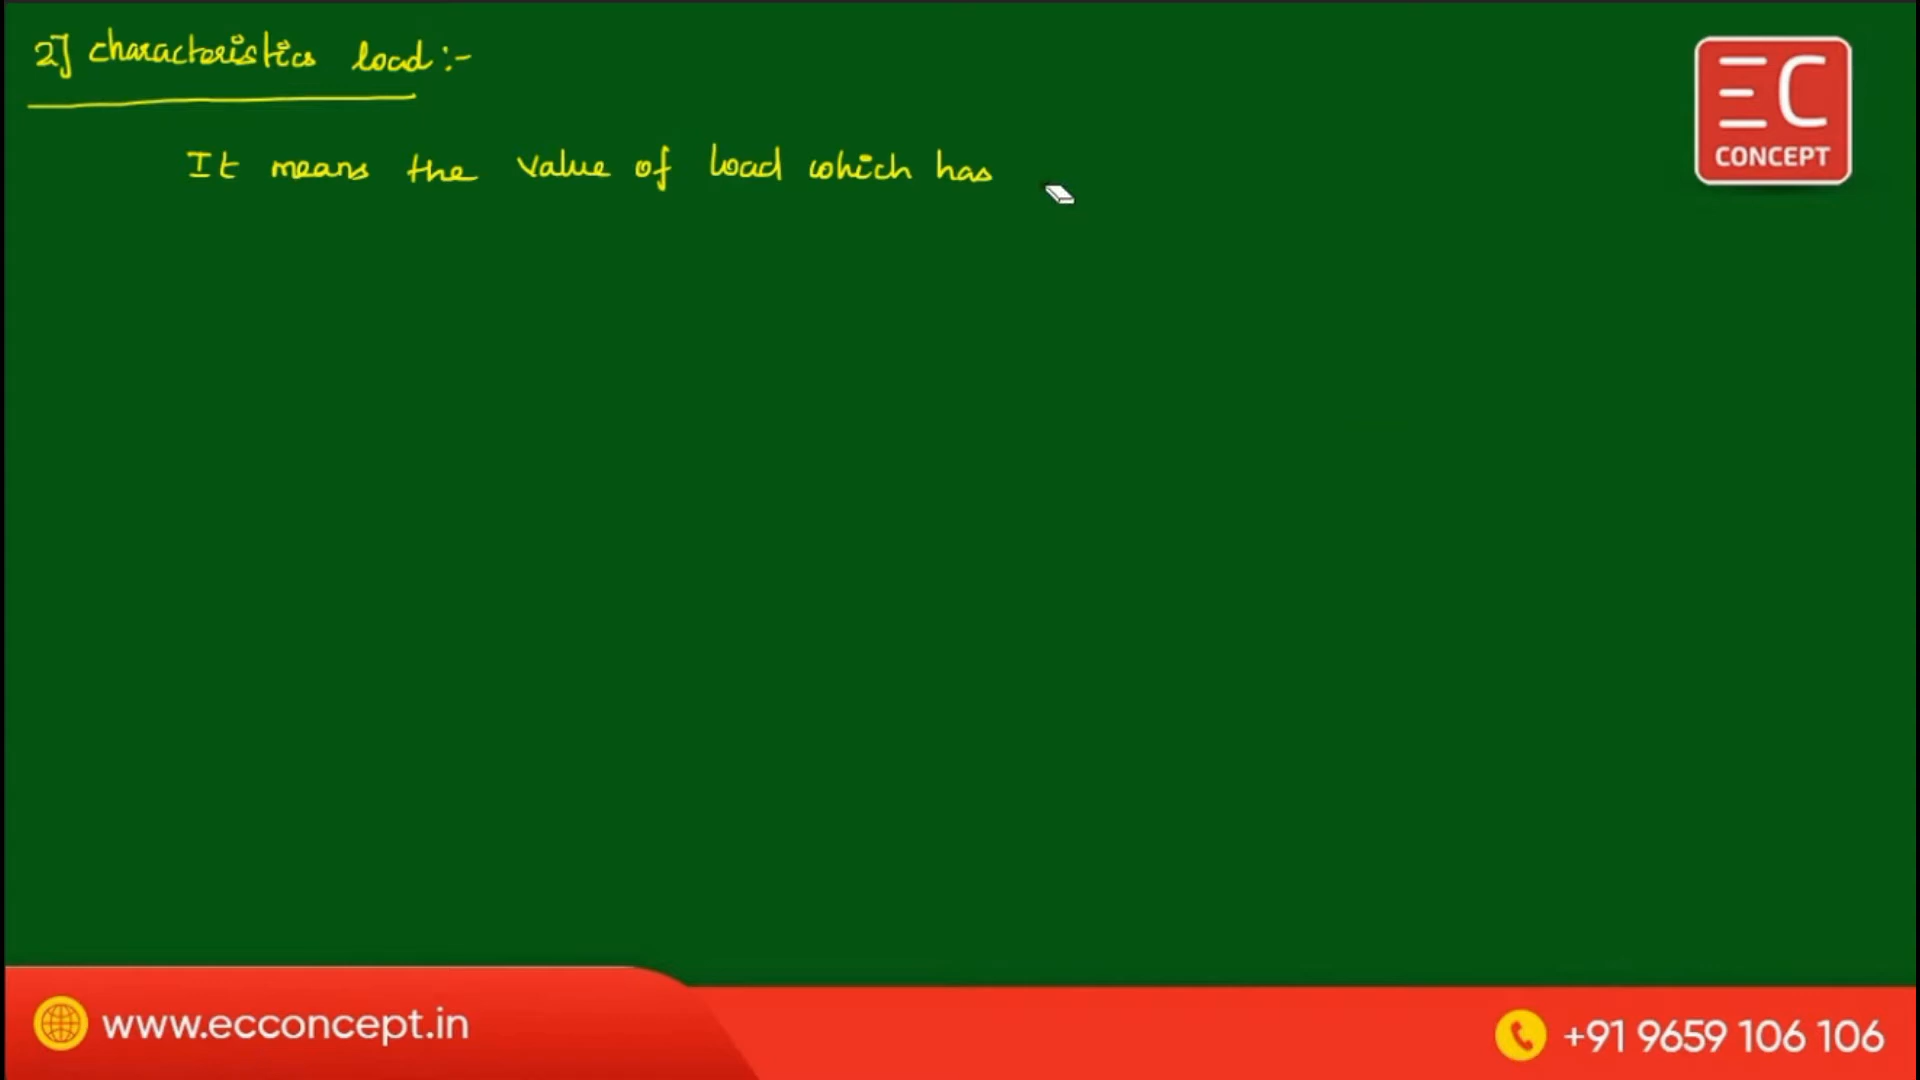 2] characteristics load :-
It means the value of load which has
EC
CONCEPT
www.ecconcept.in
+91 9659 106 106